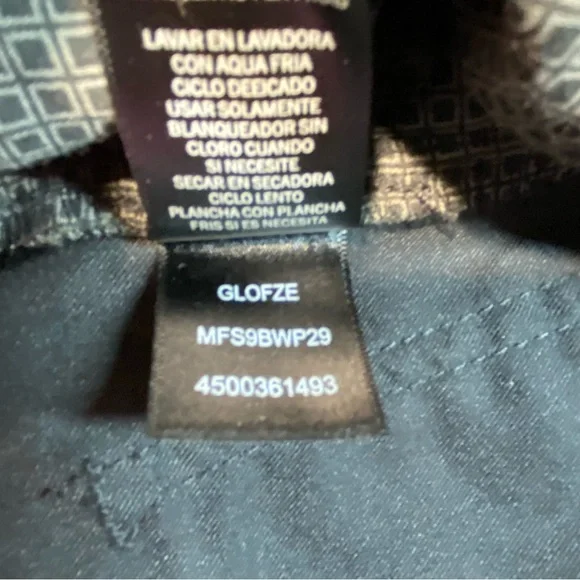 LAVAR EN LAVADORA
CON AQUA FRIA
CICLO DEDICADO
USAR SOLAMENTE
BLANQUEADOR SIN
CLORO CUANDO
SI NECESITE
SECAR EN SECADORA
CICLO LENTO
PLANCHA CON PLANCHA
FRIS SI ES NECESITA
GLOFZE
MFS9BWP29
4500361493